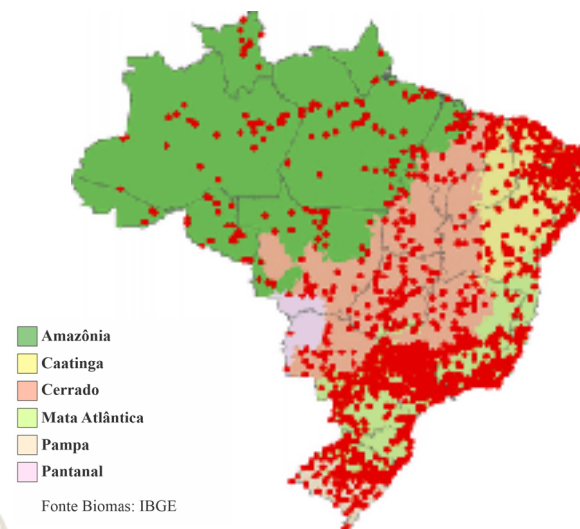 Amazônia
Caatinga
Cerrado
Mata Atlântica
Pampa
Pantanal
Fonte Biomas: IBGE